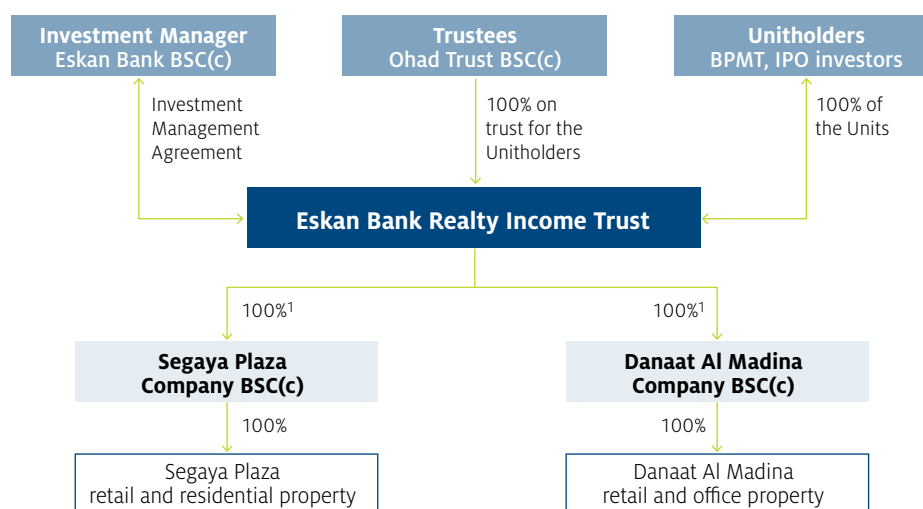 Investment Manager
Eskan Bank BSC(c)
Trustees
Ohad Trust BSC(c)
Unitholders
BPMT, IPO investors
Investment
Management
Agreement
100% on
trust for the
Unitholders
100% of
the Units
Eskan Bank Realty Income Trust
100%1
100%1
Segaya Plaza
Company BSC(c)
Danaat Al Madina
Company BSC(c)
100%
100%
Segaya Plaza
retail and residential property
Danaat Al Madina
retail and office property